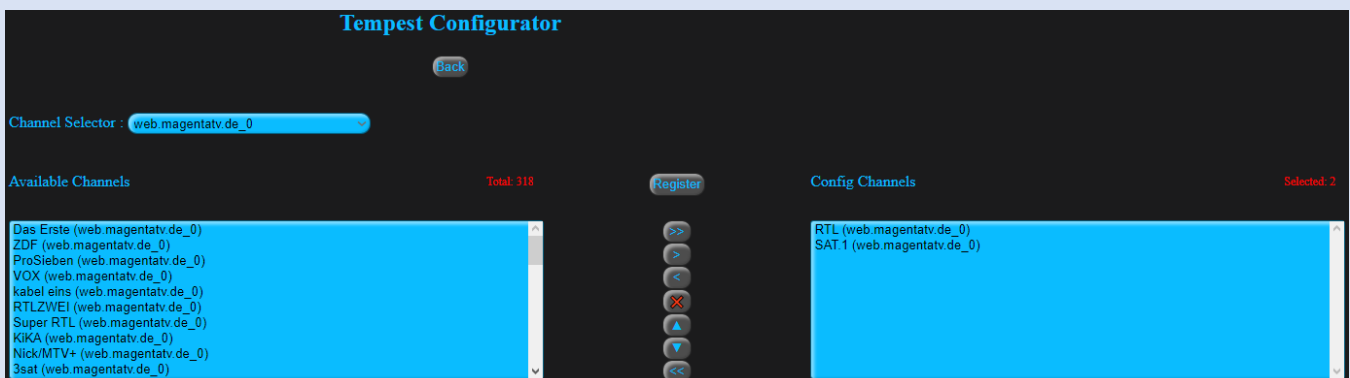 Tempest Configurator
Back
Channel Selector : web.magentatv.de_0
Available Channels
Total: 318
Register
Config Channels
Selected: 2
Das Erste (web.magentatv.de_0)
ZDF (web.magentatv.de_0)
ProSieben (web.magentatv.de_0)
VOX (web.magentatv.de_0)
kabel eins (web.magentatv.de_0)
RTLZWEI (web.magentatv.de_0)
Super RTL (web.magentatv.de_0)
KiKA (web.magentatv.de_0)
Nick/MTV+ (web.magentatv.de_0)
3sat (web.magentatv.de_0)
>>
>
<
<<
RTL (web.magentatv.de_0)
SAT.1 (web.magentatv.de_0)